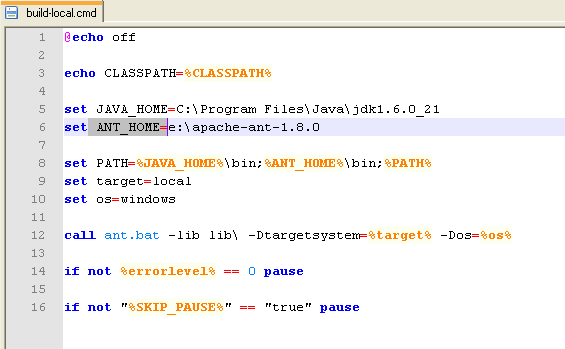 build-local.cmd
1 @echo off
2
3 echo CLASSPATH=%CLASSPATH%
4
5 set JAVA_HOME=C:\Program Files\Java\jdk1.6.0_21
6 set ANT_HOME=e:\apache-ant-1.8.0
7
8 set PATH=%JAVA_HOME%\bin;%ANT_HOME%\bin;%PATH%
9 set target=local
10 set os=windows
11
12 call ant.bat -lib lib\ -Dtargetsystem=%target% -Dos=%os%
13
14 if not %errorlevel% == 0 pause
15
16 if not "%SKIP_PAUSE%" == "true" pause